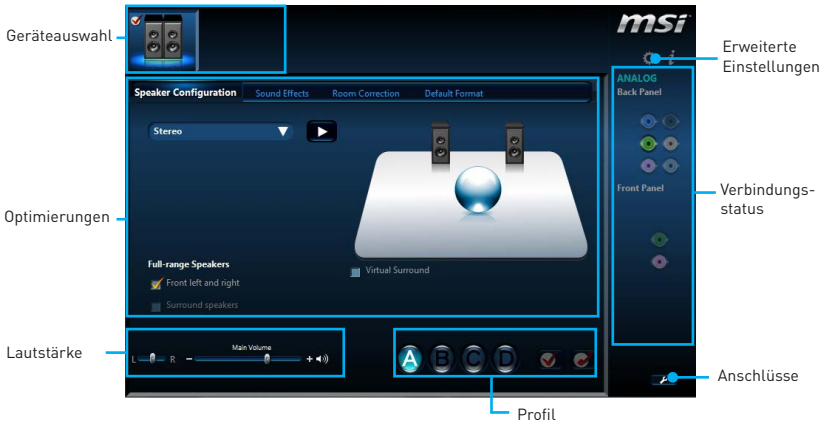 Geräteauswahl
msi
i
Erweiterte
Einstellungen
ANALOG
Back Panel
Speaker Configuration
Sound Effects
Room Correction
Default Format
Stereo
Verbindungs-
status
Front Panel
Optimierungen
Full-range Speakers
Front left and right
Surround speakers
Virtual Surround
Lautstärke
Main Volume
L R - +
A B C D
Anschlüsse
Profil